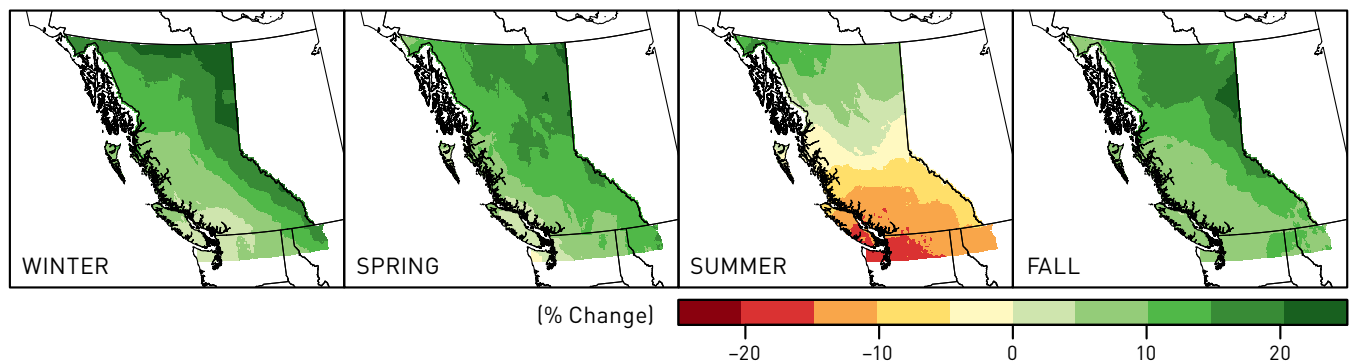 WINTER
SPRING
SUMMER
FALL
(% Change)
−20 −10 0 10 20